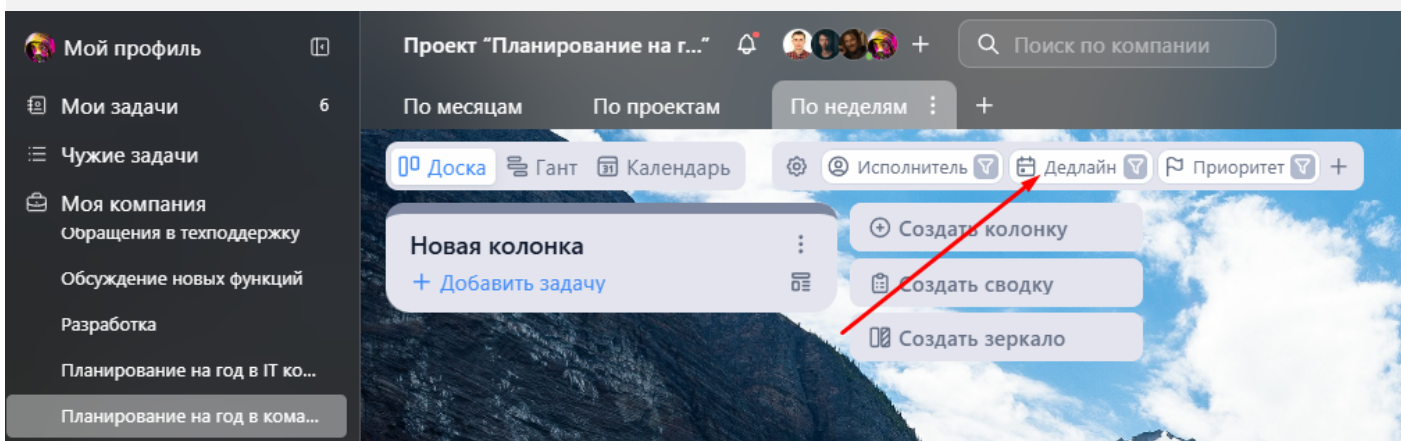 Мой профиль
Мои задачи 6
Чужие задачи
Моя компания
Обращения в техподдержку
Обсуждение новых функций
Разработка
Планирование на год в IT ко...
Планирование на год в кома...
Проект “Планирование на г...” + Поиск по компании
По месяцам По проектам По неделям +
Доска Гант 31 Календарь Исполнитель Дедлайн Приоритет +
Новая колонка
+ Добавить задачу
Создать колонку
Создать сводку
Создать зеркало